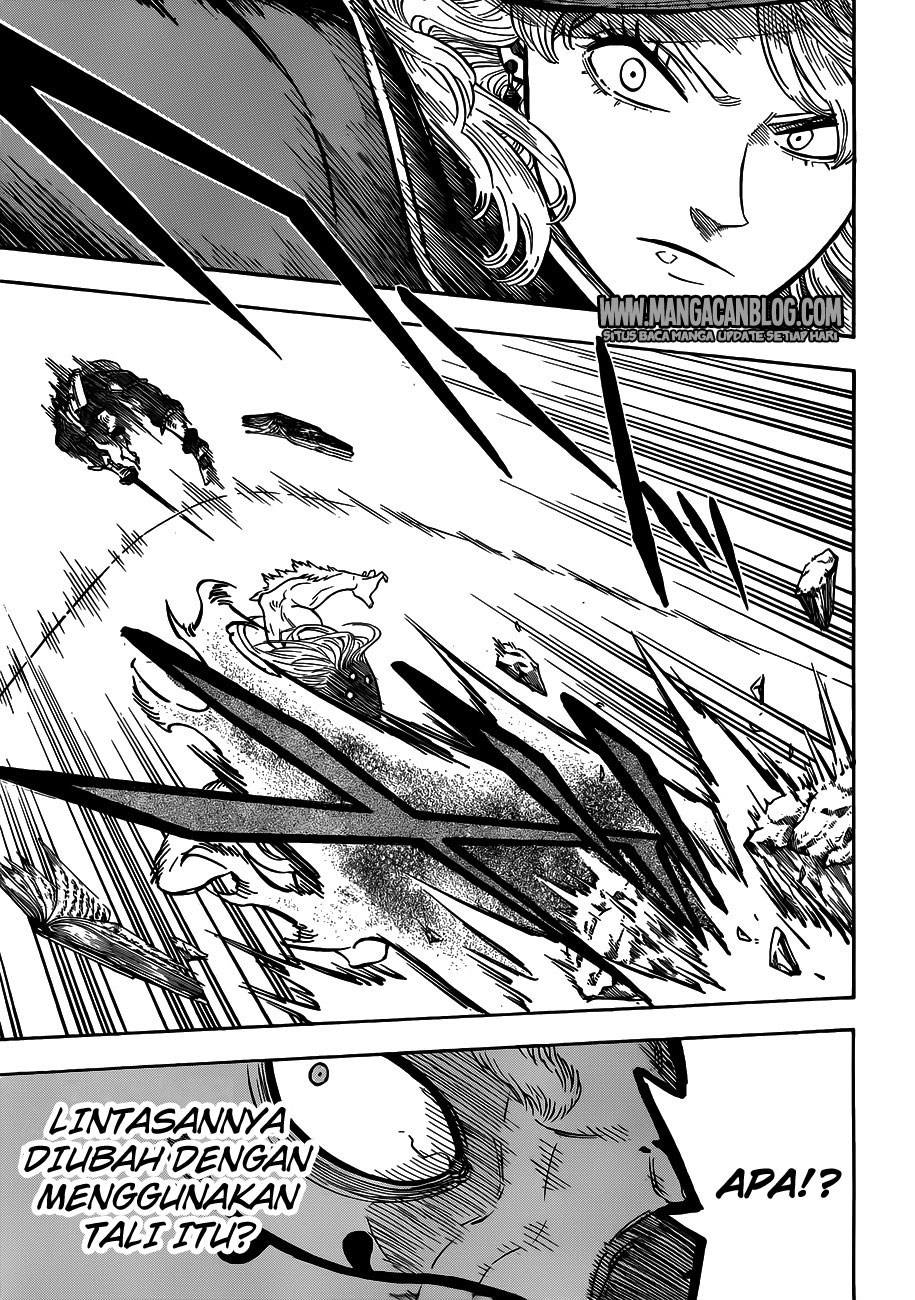 WWW.MANGACANBLOG.COM
SITUS BACA MANGA UPDATE SETIAP HARI
APA!?
LINTASANNYA
DIUBAH DENGAN
MENGGUNAKAN
TALI ITU?